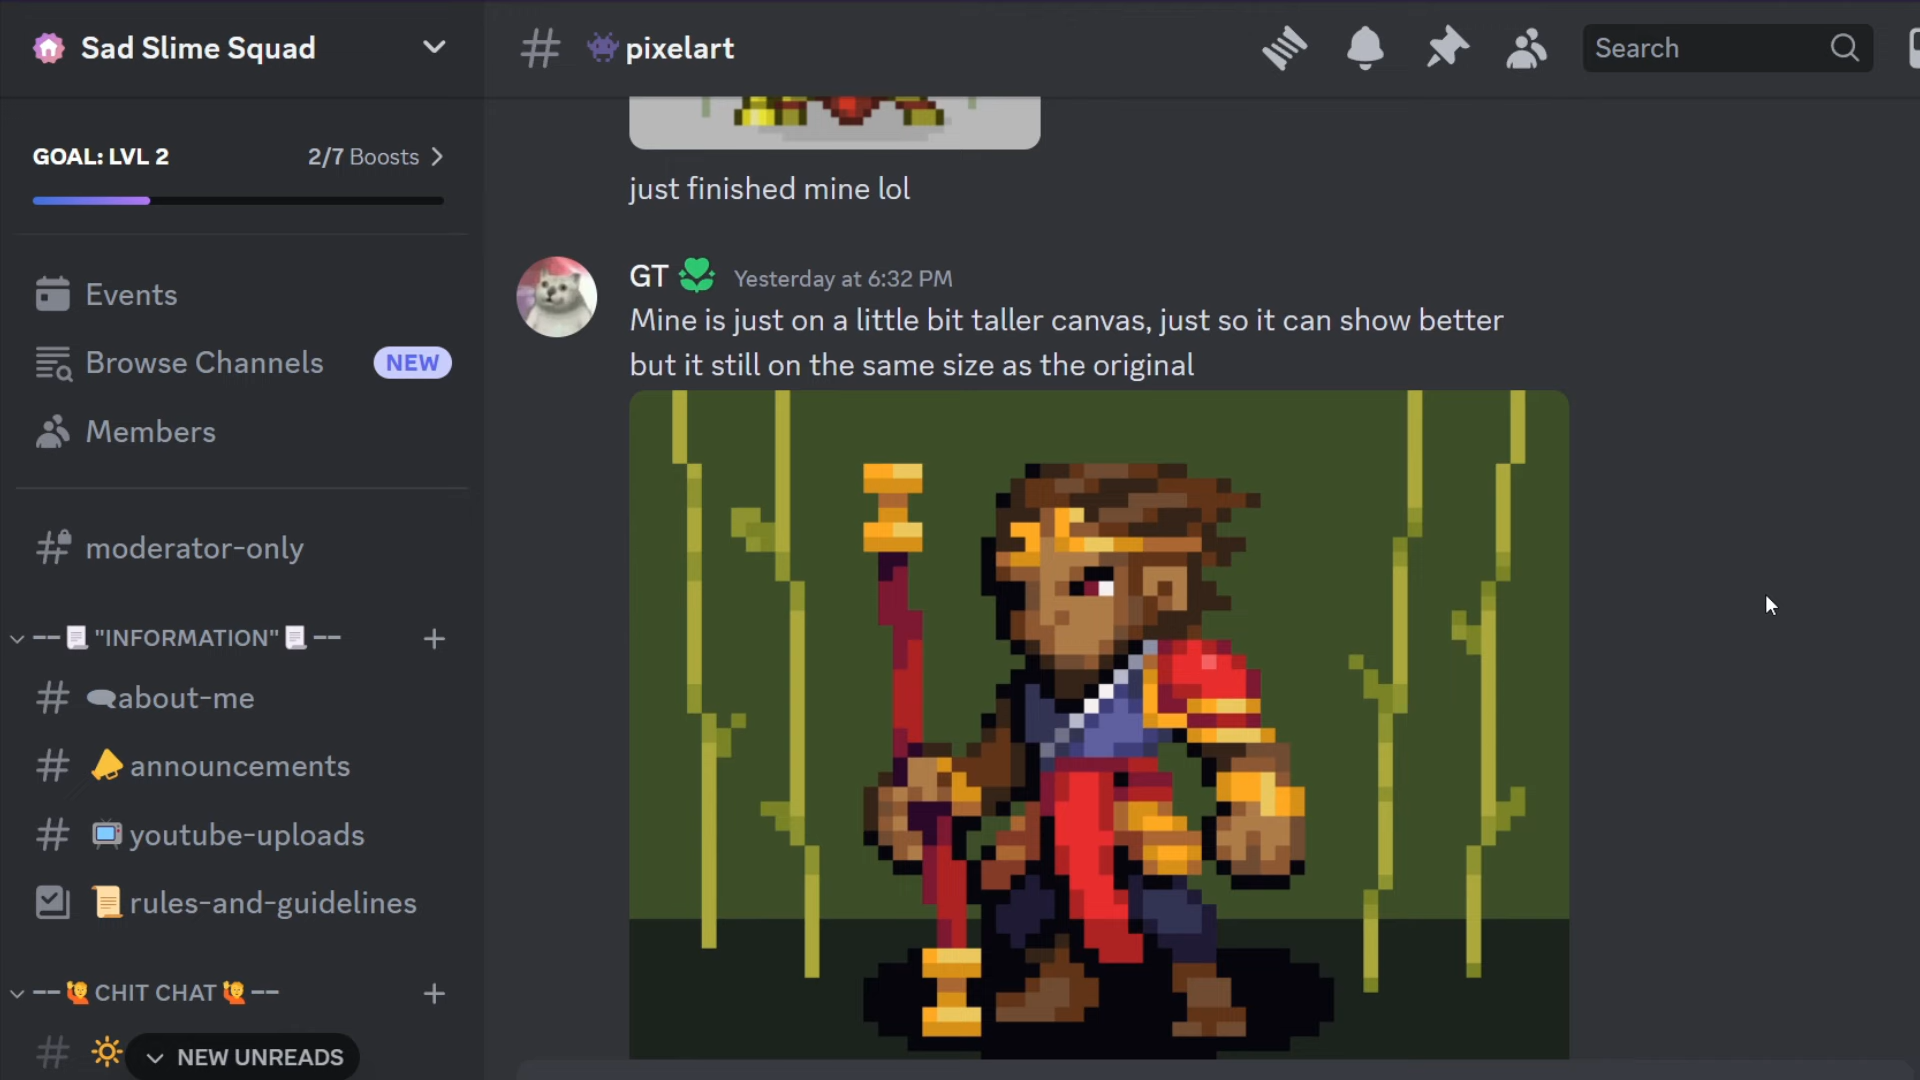 Sad Slime Squad
pixelart
Search
GOAL: LVL 2
2/7 Boosts
just finished mine lol
GT Yesterday at 6:32 PM
Mine is just on a little bit taller canvas, just so it can show better
but it still on the same size as the original
Events
Browse Channels
NEW
Members
moderator-only
-- "INFORMATION" --
about-me
announcements
youtube-uploads
rules-and-guidelines
-- CHIT CHAT --
NEW UNREADS